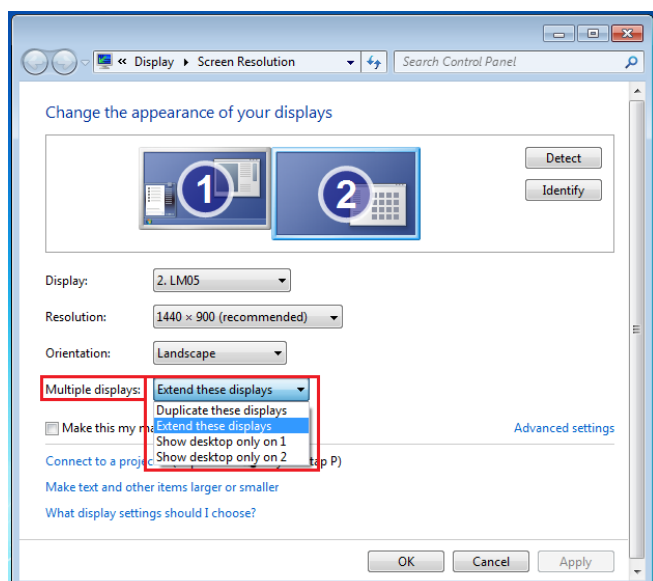 « Display ▸ Screen Resolution
Search Control Panel
Change the appearance of your displays
1
2
Detect
Identify
Display:
2. LM05
Resolution:
1440 × 900 (recommended)
Orientation:
Landscape
Multiple displays:
Extend these displays
Duplicate these displays
Extend these displays
Show desktop only on 1
Show desktop only on 2
Make this my
Advanced settings
Connect to a
tap P)
Make text and other items larger or smaller
What display settings should I choose?
OK
Cancel
Apply